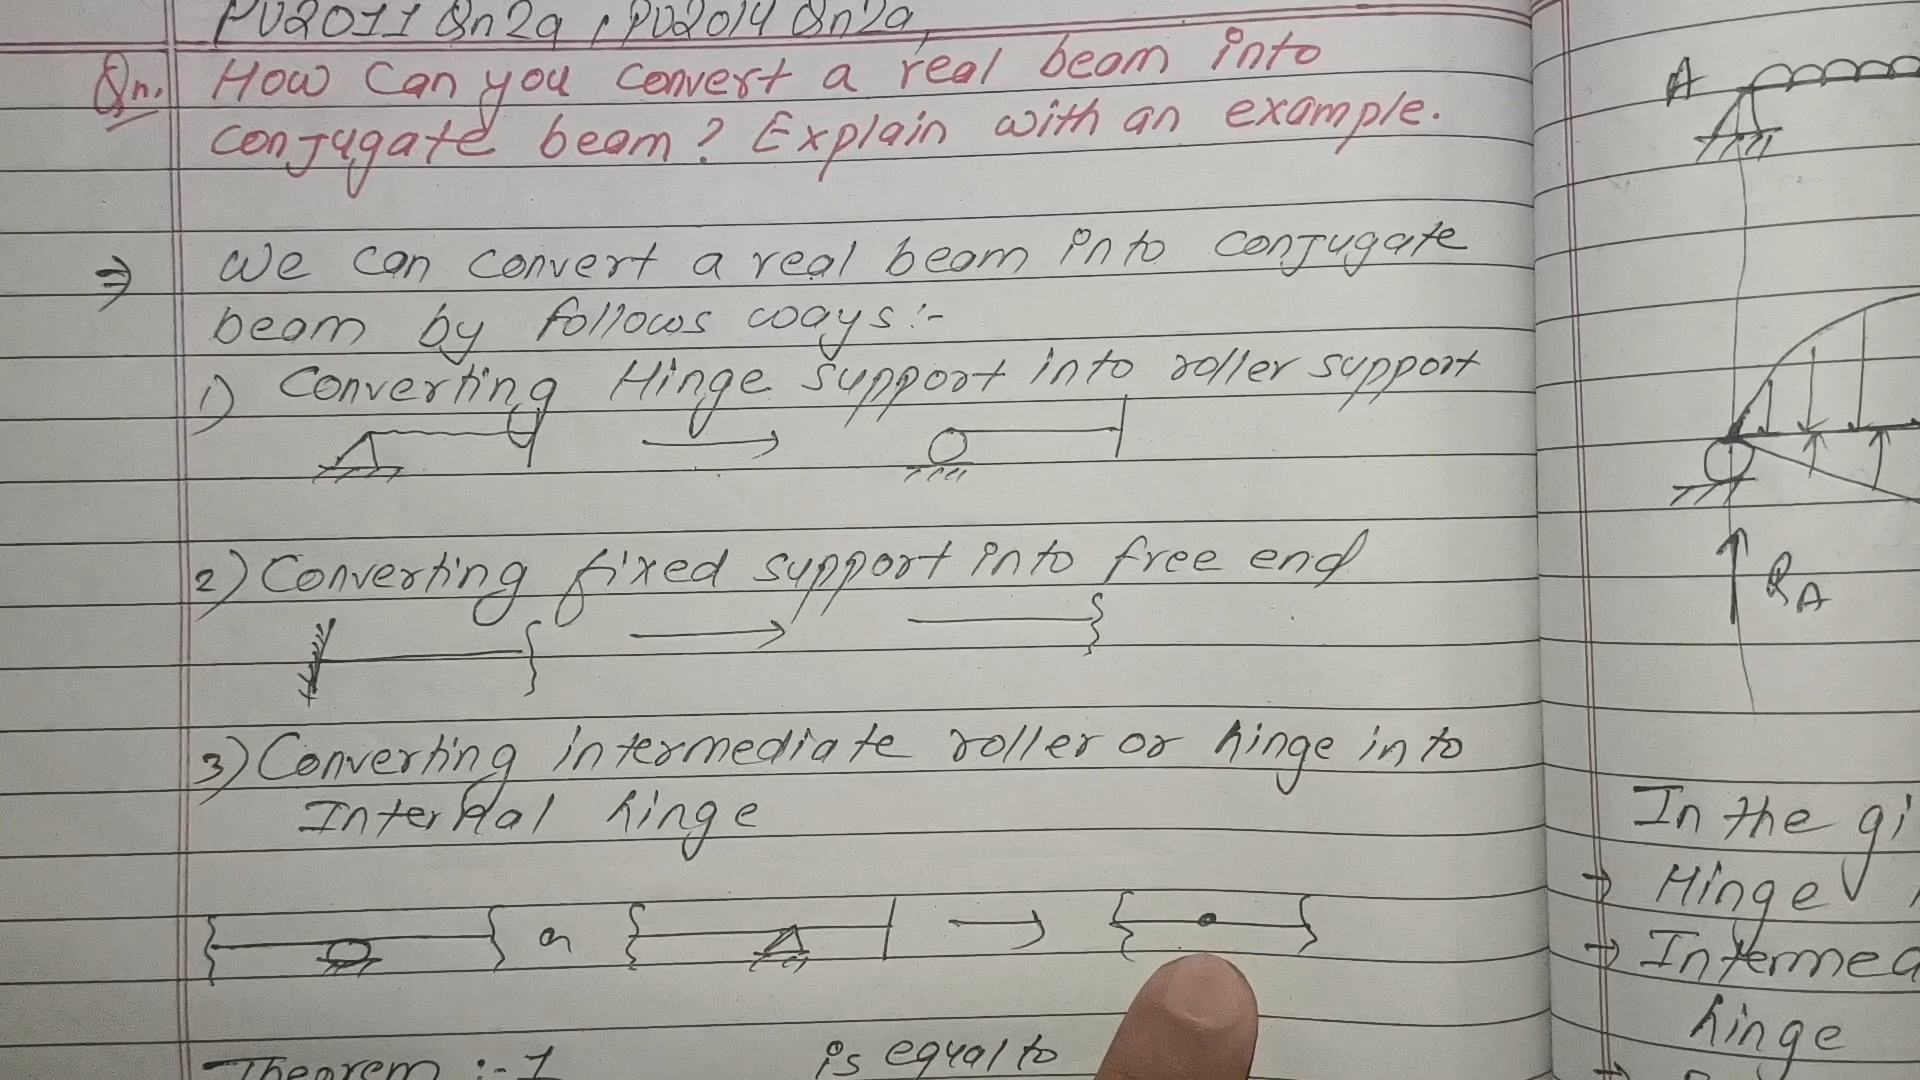 PU2011 Qn2a, PU2014 Qn2a,
Qn. How Can you convert a real beam into
conjugate beam? Explain with an example.
⇒ We can convert a real beam into conjugate
beam by follows ways:-
1) Converting Hinge support into roller support
2) Converting fixed support into free end
3) Converting intermediate roller or hinge into
Internal hinge
or
Theorem :- 1 is equal to
A
RA
In the gi
→ Hinge
→ Intermed
hinge